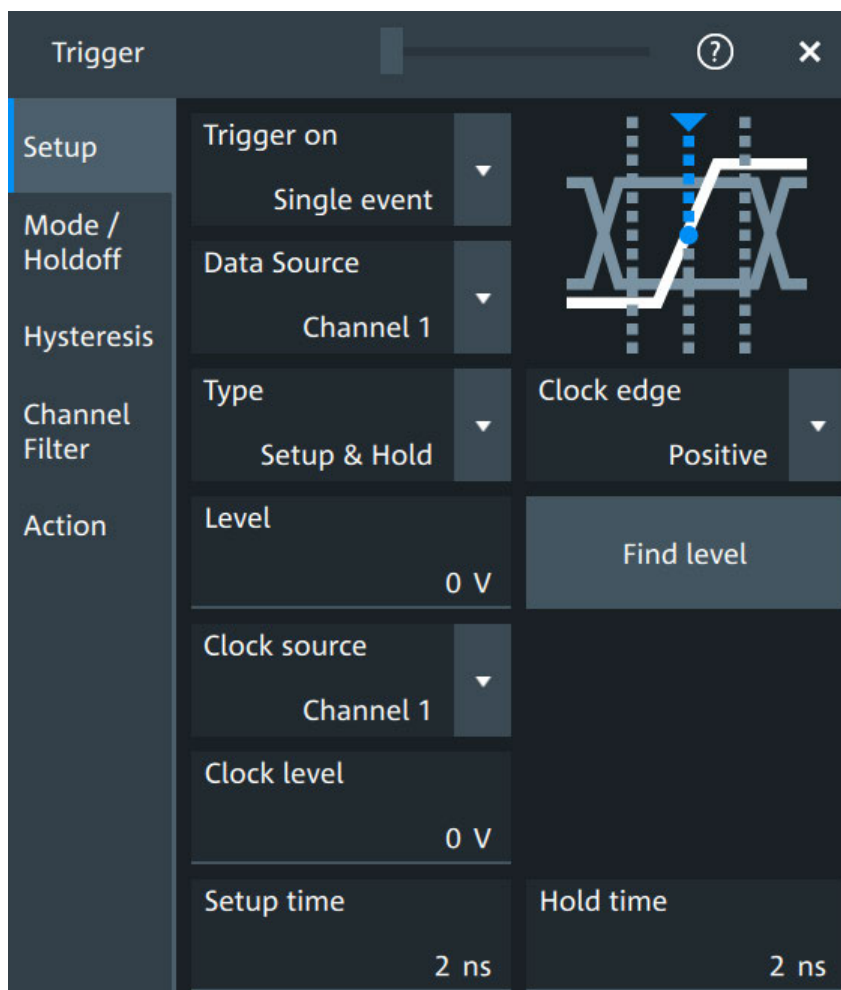 Trigger
?
×
Setup
Mode /
Holdoff
Hysteresis
Channel
Filter
Action
Trigger on
Single event
Data Source
Channel 1
Type
Setup & Hold
Clock edge
Positive
Level
0 V
Find level
Clock source
Channel 1
Clock level
0 V
Setup time
2 ns
Hold time
2 ns